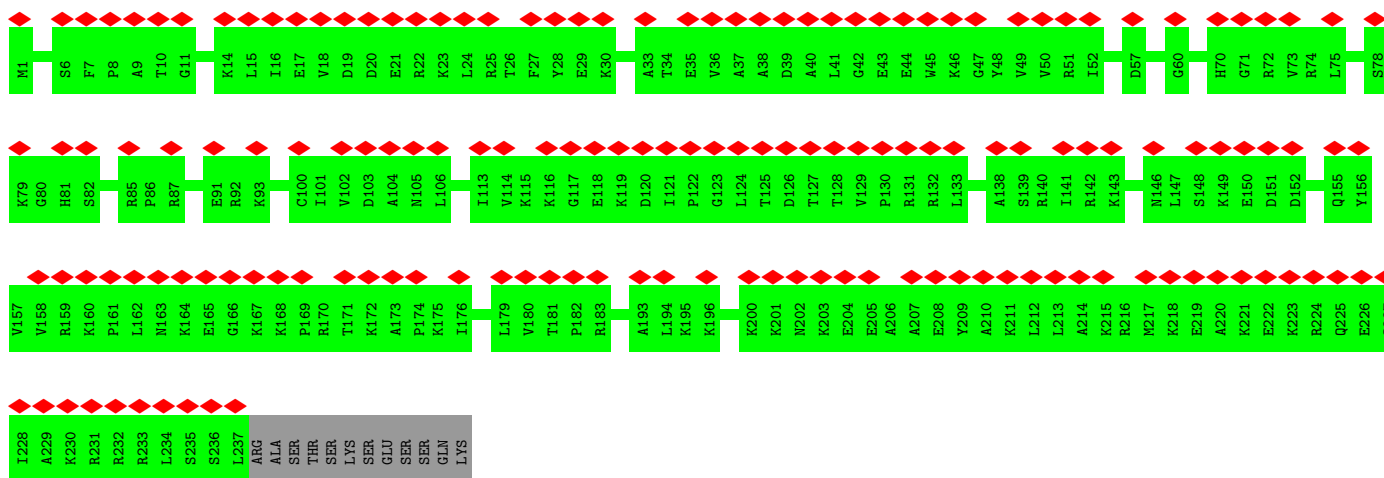 M1 S6 F7 P8 A9 T10 G11 K14 L15 I16 E17 V18 D19 D20 E21 R22 K23 L24 R25 T26 F27 Y28 E29 K30 A33 T34 E35 V36 A37 A38 D39 A40 L41 G42 E43 E44 W45 K46 G47 Y48 V49 V50 R51 I52 D57 G60 H70 G71 R72 V73 R74 L75 S78
K79 G80 H81 S82 R85 P86 R87 E91 R92 K93 C100 I101 V102 D103 A104 N105 L106 I113 V114 K115 K116 G117 E118 K119 D120 I121 P122 G123 L124 T125 D126 T127 T128 V129 P130 R131 R132 L133 A138 S139 R140 I141 R142 K143 N146 L147 S148 K149 E150 D151 D152 Q155 Y156
V157 V158 R159 K160 P161 L162 N163 K164 E165 G166 K167 K168 P169 R170 T171 K172 A173 P174 K175 I176 L179 V180 T181 P182 R183 A193 L194 K195 K196 K200 K201 N202 K203 E204 E205 A206 A207 E208 Y209 A210 K211 L212 L213 A214 K215 R216 M217 K218 E219 A220 K221 E222 K223 R224 Q225 E226
I228 A229 K230 R231 R232 R233 L234 S235 S236 L237 ARG ALA SER THR SER LYS SER GLU SER SER GLN LYS